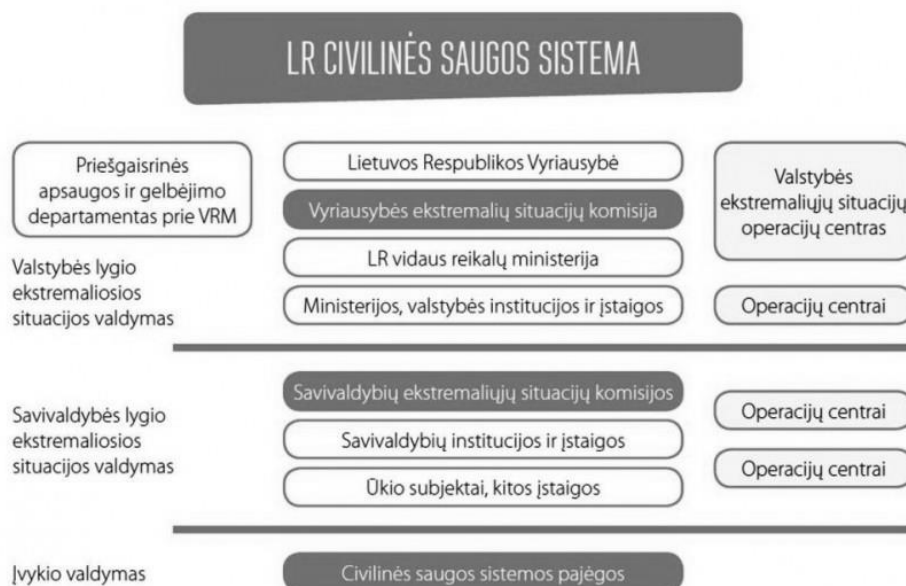 LR CIVILINĖS SAUGOS SISTEMA
Priešgaisrinės
apsaugos ir gelbėjimo
departamentas prie VRM
Lietuvos Respublikos Vyriausybė
Vyriausybės ekstremalių situacijų komisija
LR vidaus reikalų ministerija
Ministerijos, valstybės institucijos ir įstaigos
Valstybės
ekstremaliųjų situacijų
operacijų centras
Operacijų centrai
Valstybės lygio
ekstremaliosios
situacijos valdymas
Savivaldybės lygio
ekstremaliosios
situacijos valdymas
Savivaldybių ekstremaliųjų situacijų komisijos
Savivaldybių institucijos ir įstaigos
Ūkio subjektai, kitos įstaigos
Operacijų centrai
Operacijų centrai
Įvykio valdymas
Civilinės saugos sistemos pajėgos